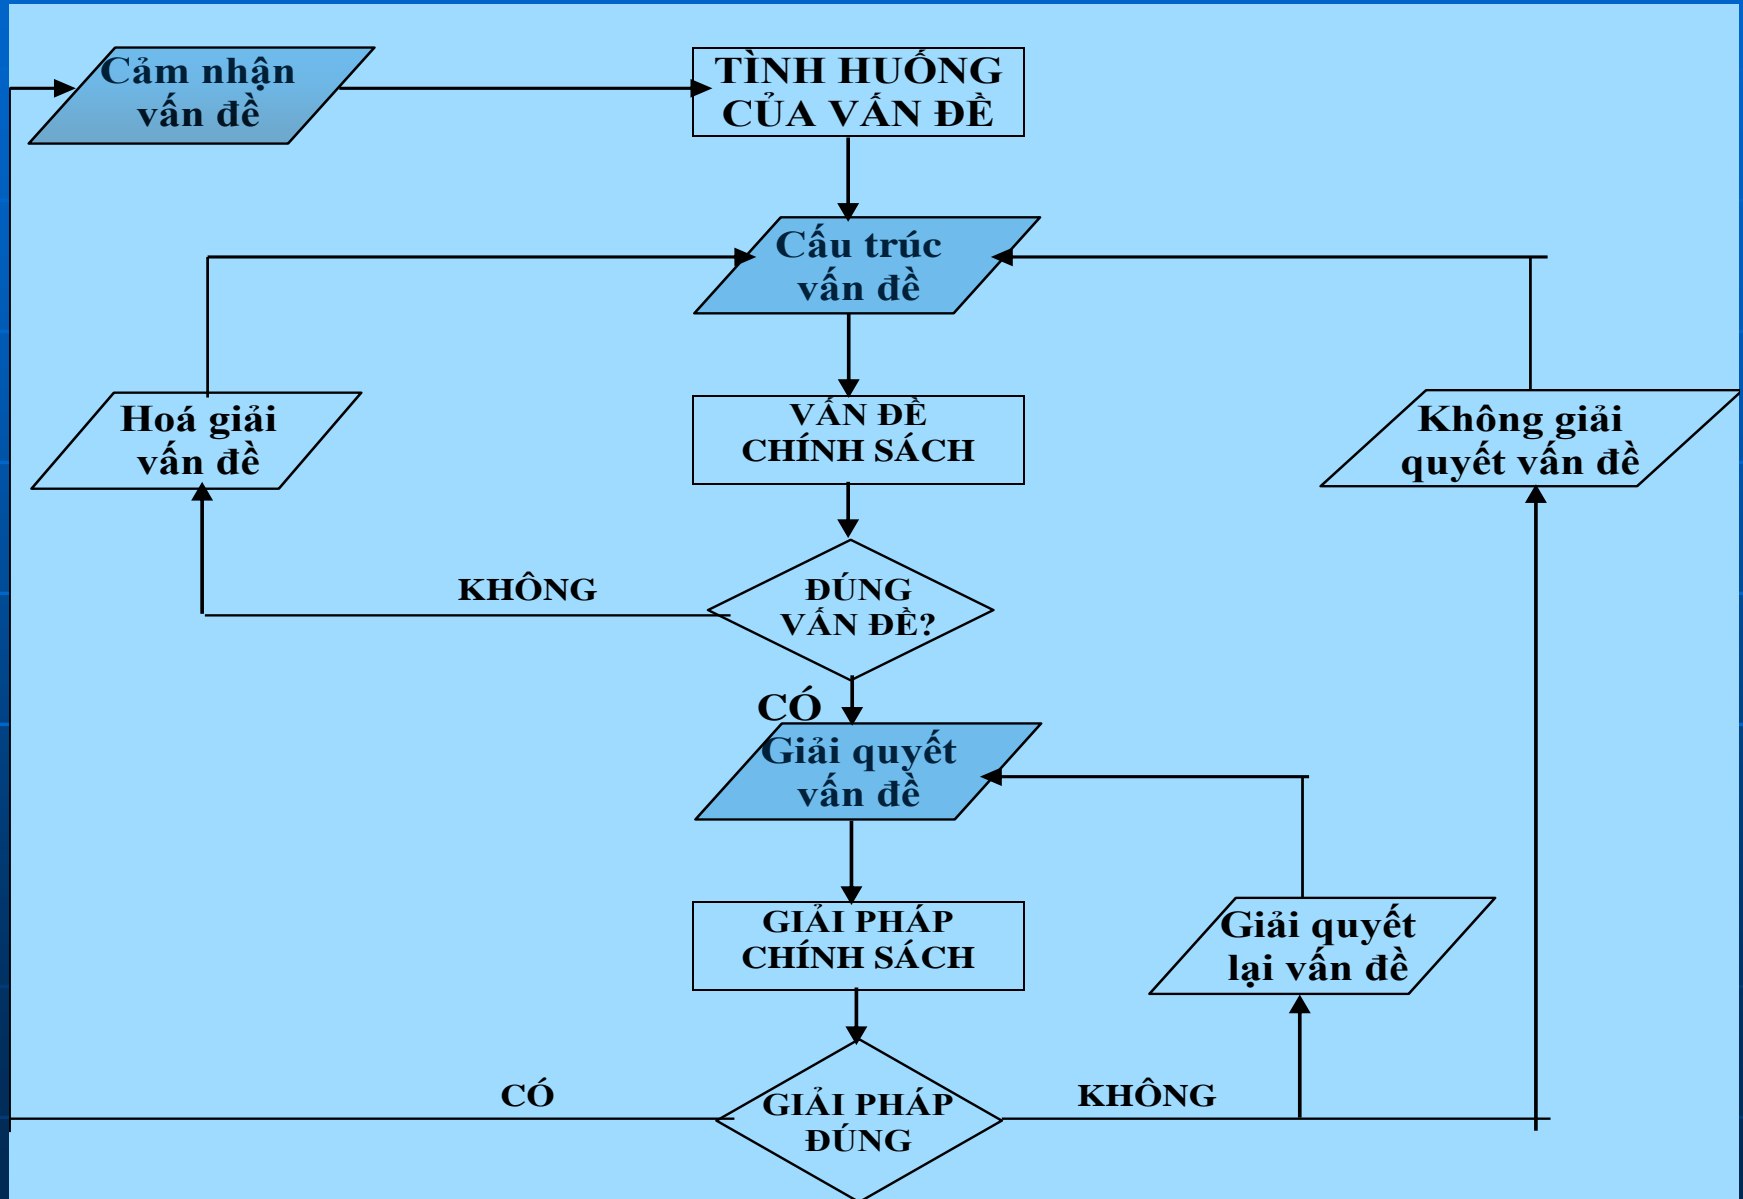 Cảm nhận
vấn đề
TÌNH HUỐNG
CỦA VẤN ĐỀ
Cấu trúc
vấn đề
Hoá giải
vấn đề
VẤN ĐỀ
CHÍNH SÁCH
Không giải
quyết vấn đề
KHÔNG
ĐÚNG
VẤN ĐỀ?
CÓ
Giải quyết
vấn đề
GIẢI PHÁP
CHÍNH SÁCH
Giải quyết
lại vấn đề
CÓ
GIẢI PHÁP
ĐÚNG
KHÔNG